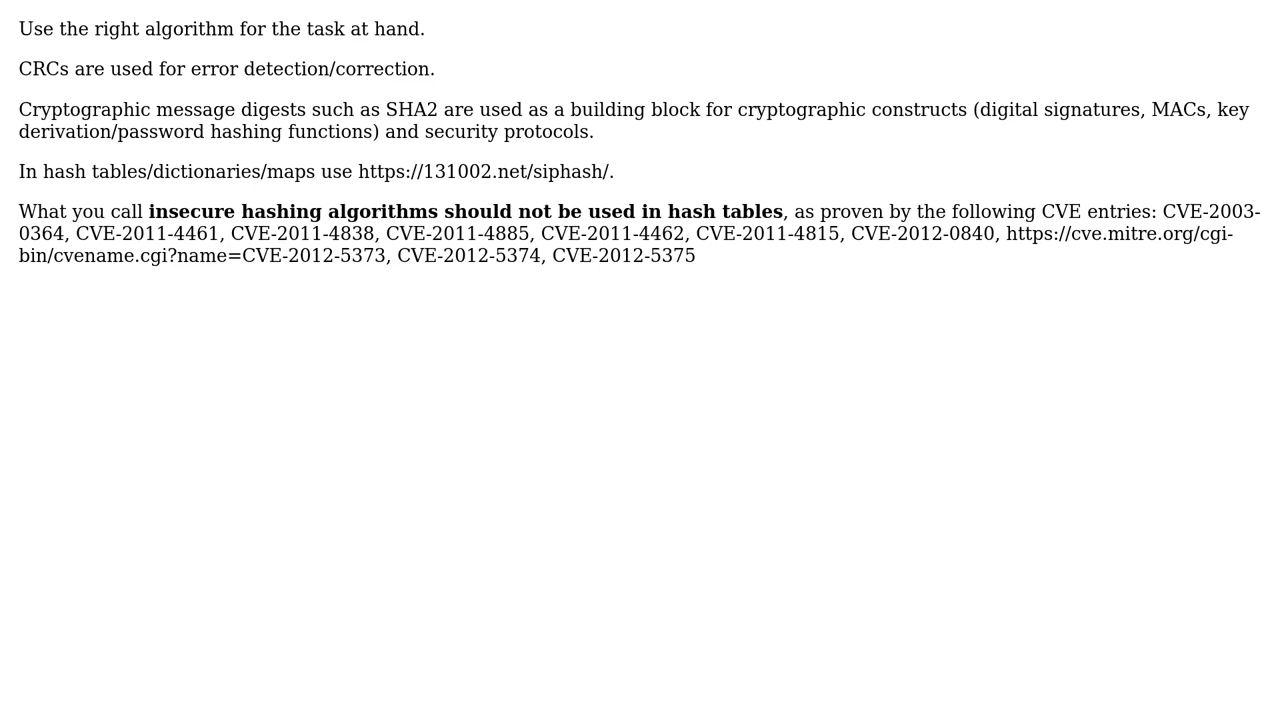 Use the right algorithm for the task at hand.
CRCs are used for error detection/correction.
Cryptographic message digests such as SHA2 are used as a building block for cryptographic constructs (digital signatures, MACs, key
derivation/password hashing functions) and security protocols.
In hash tables/dictionaries/maps use https://131002.net/siphash/.
What you call insecure hashing algorithms should not be used in hash tables, as proven by the following CVE entries: CVE-2003-
0364, CVE-2011-4461, CVE-2011-4838, CVE-2011-4885, CVE-2011-4462, CVE-2011-4815, CVE-2012-0840, https://cve.mitre.org/cgi-
bin/cvename.cgi?name=CVE-2012-5373, CVE-2012-5374, CVE-2012-5375